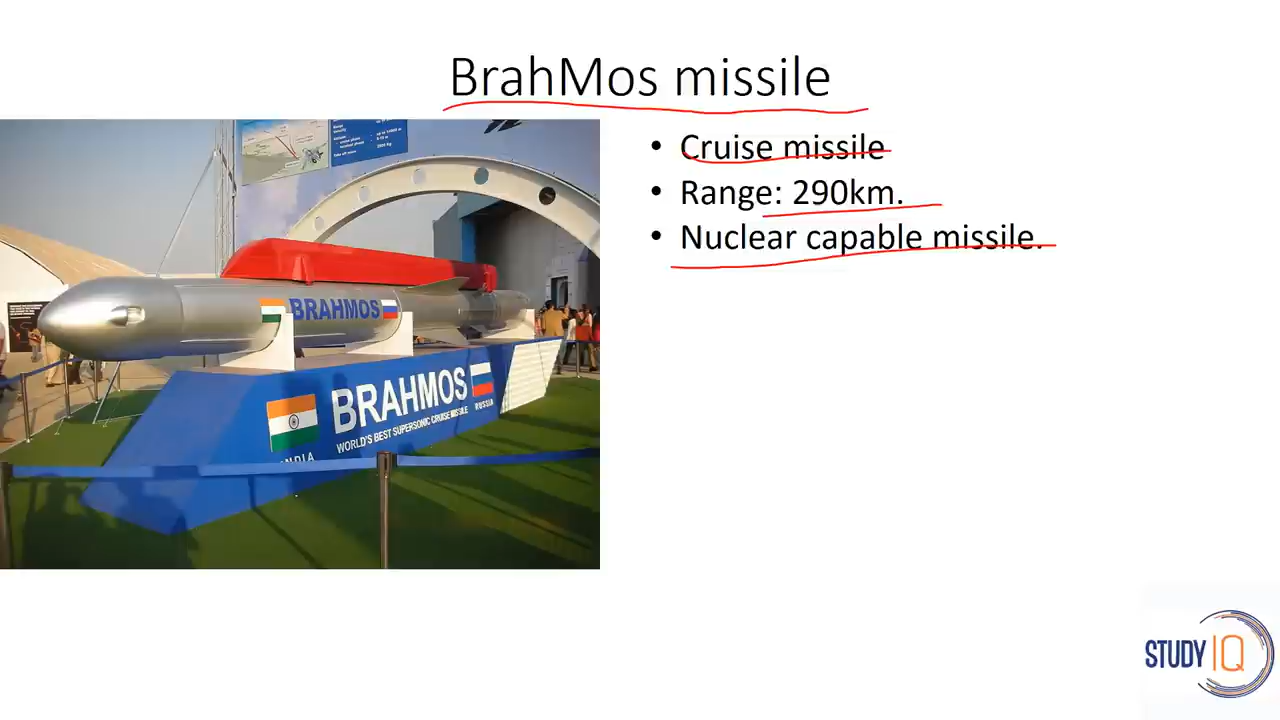 BrahMos missile
• Cruise missile
• Range: 290km.
• Nuclear capable missile.
BRAHMOS
BRAHMOS
WORLD'S BEST SUPERSONIC CRUISE MISSILE
RUSSIA
STUDY IQ